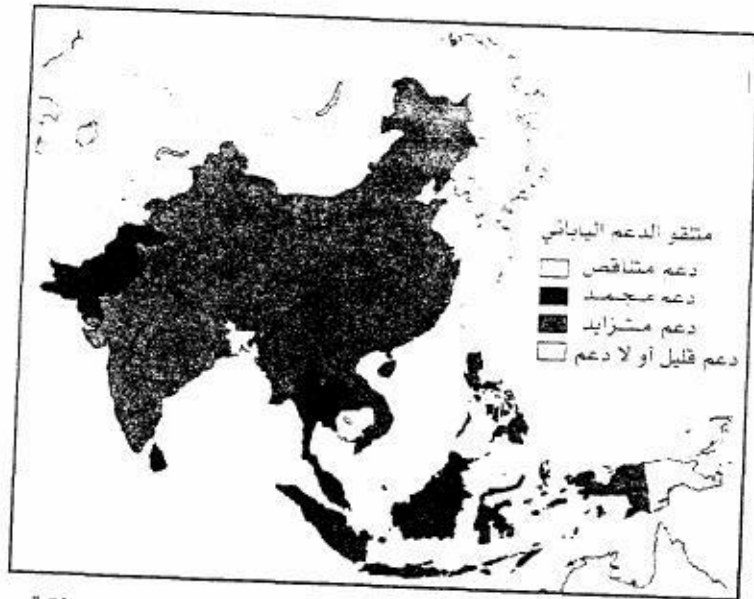 متلقو الدعم الياباني
دعم متناقص
دعم مجمد
دعم متزايد
دعم قليل أو لا دعم